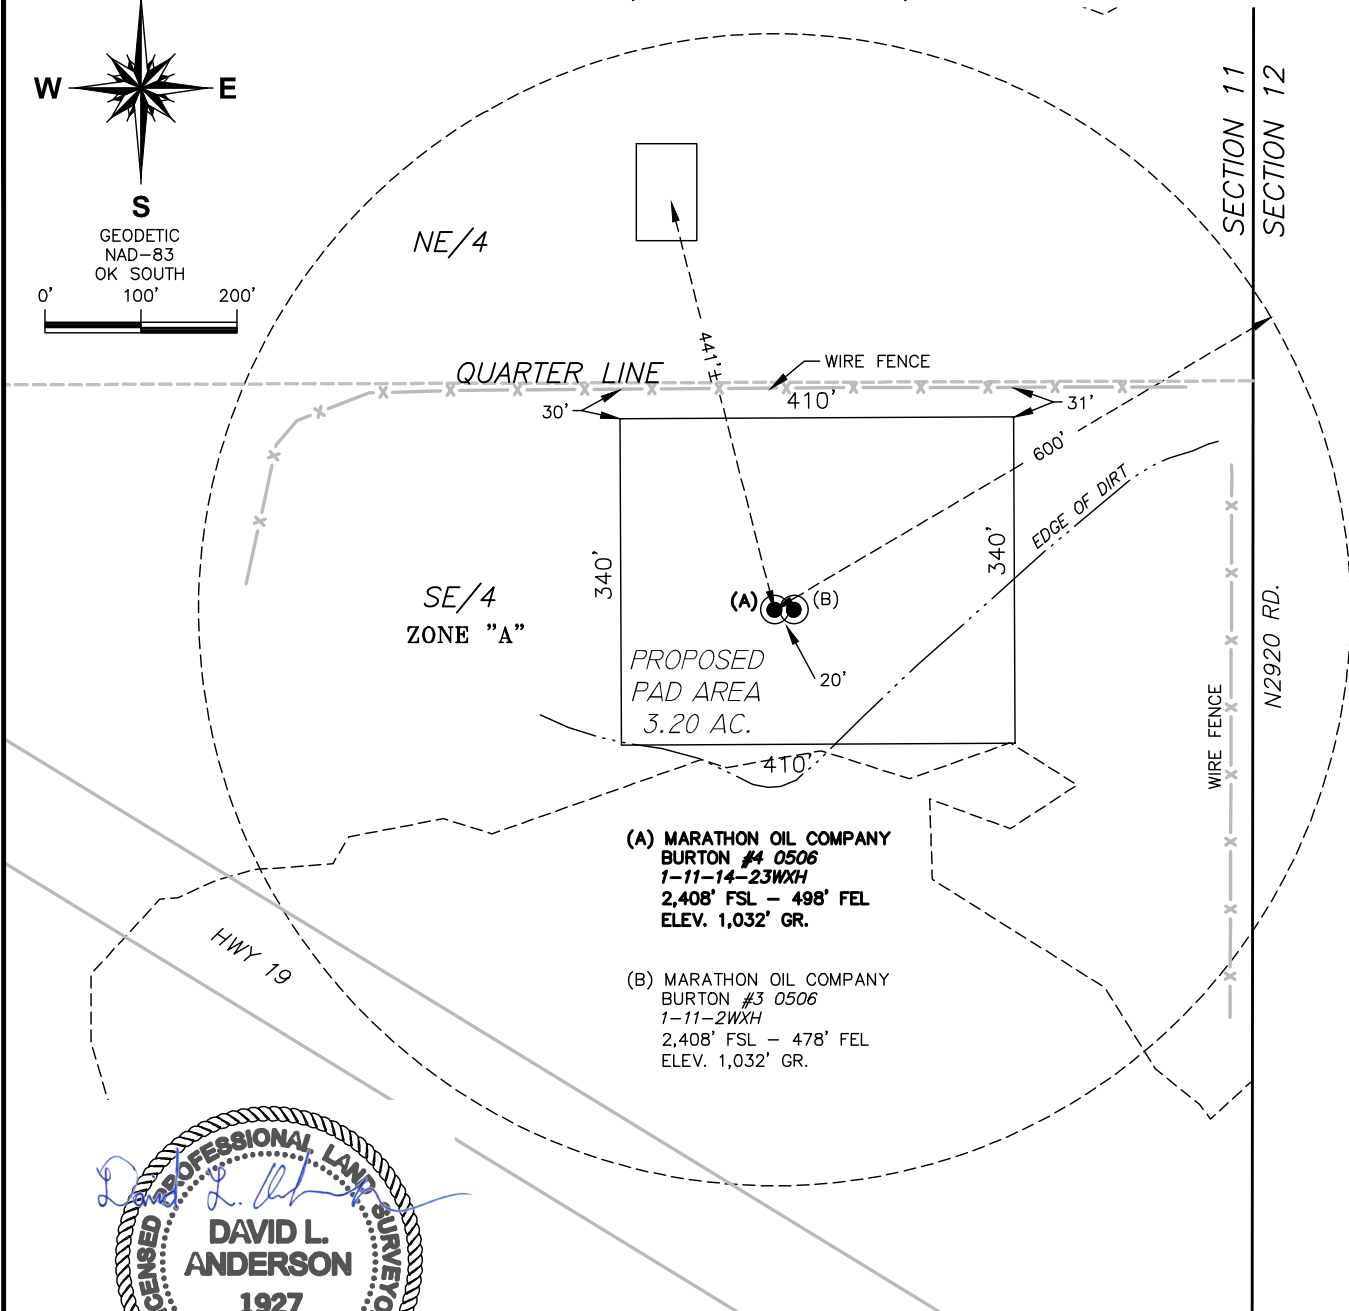 W E
S
GEODETIC
NAD-83
OK SOUTH
0' 100' 200'
SECTION 11
SECTION 12
NE/4
441'±
QUARTER LINE
WIRE FENCE
410'
30'
31'
600'
EDGE OF DIRT
340'
340'
SE/4
ZONE "A"
(A) (B)
20'
PROPOSED
PAD AREA
3.20 AC.
410'
N2920 RD.
WIRE FENCE
HWY 19
(A) MARATHON OIL COMPANY
BURTON #4 0506
1-11-14-23WXH
2,408' FSL - 498' FEL
ELEV. 1,032' GR.
(B) MARATHON OIL COMPANY
BURTON #3 0506
1-11-2WXH
2,408' FSL - 478' FEL
ELEV. 1,032' GR.
David L. Anderson
PROFESSIONAL LAND
DAVID L.
ANDERSON
1927